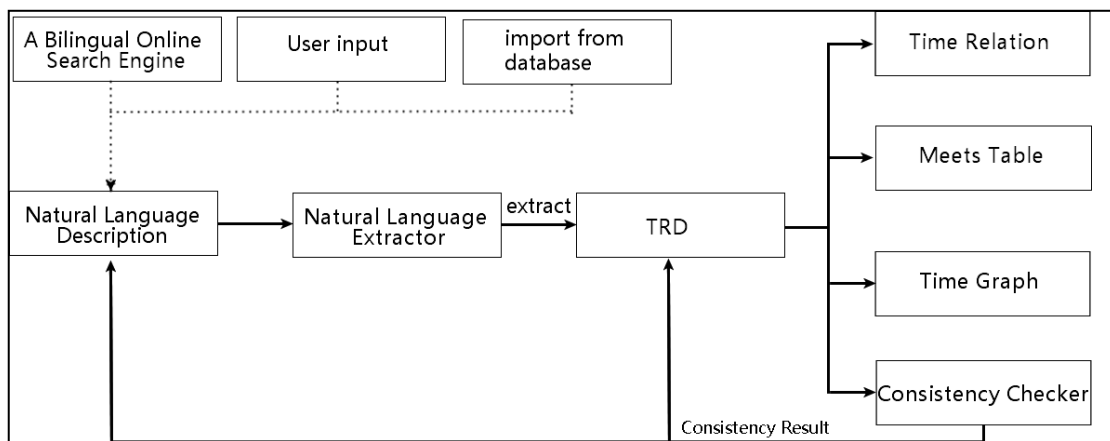 A Bilingual Online
Search Engine
User input
import from
database
Time Relation
Meets Table
Natural Language
Description
Natural Language
Extractor
extract
TRD
Time Graph
Consistency Checker
Consistency Result